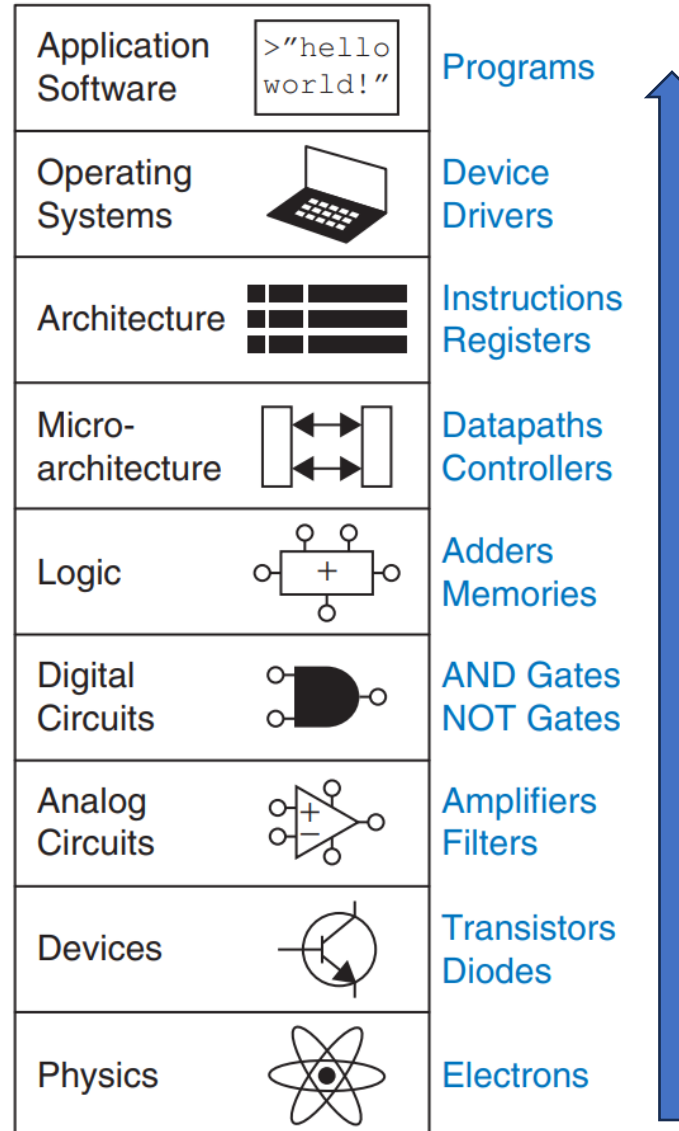 Application
Software
>"hello
world!"
Programs
Operating
Systems
Device
Drivers
Architecture
Instructions
Registers
Micro-
architecture
Datapaths
Controllers
Logic
+
Adders
Memories
Digital
Circuits
AND Gates
NOT Gates
Analog
Circuits
+
−
Amplifiers
Filters
Devices
Transistors
Diodes
Physics
Electrons